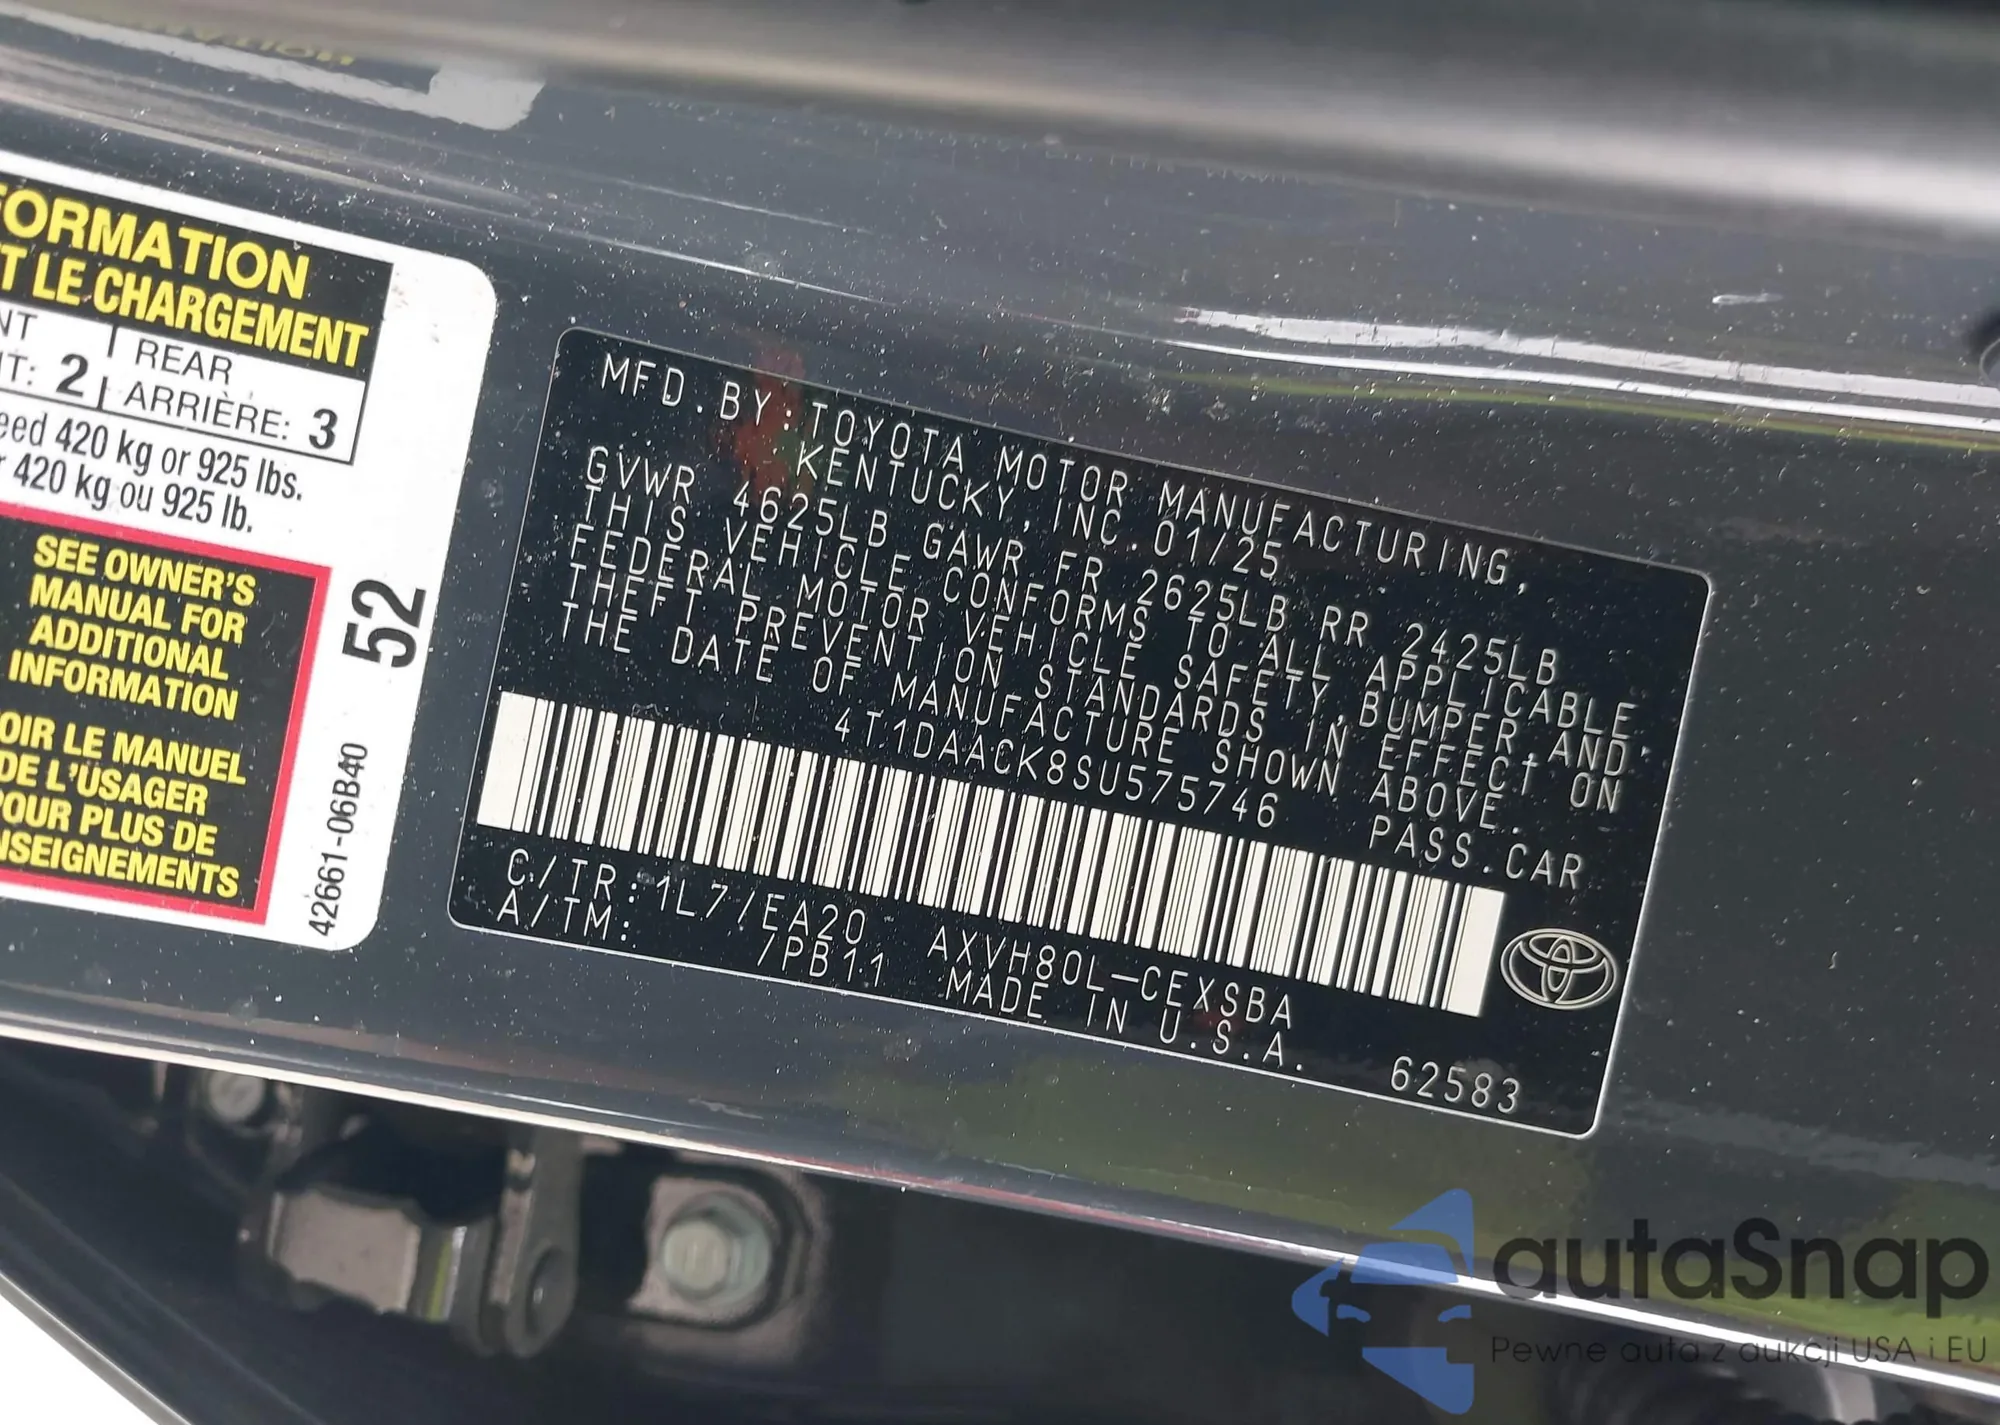 FORMATION
T LE CHARGEMENT
NT
REAR
T: 2
ARRIÈRE: 3
eed 420 kg or 925 lbs.
r 420 kg ou 925 lb.
SEE OWNER'S
MANUAL FOR
ADDITIONAL
INFORMATION
OIR LE MANUEL
DE L'USAGER
POUR PLUS DE
NSEIGNEMENTS
52
42661-06B40
MFD.BY:TOYOTA MOTOR MANUFACTURING,
KENTUCKY,INC.01/25
GVWR 4625LB GAWR FR 2625LB RR 2425LB
THIS VEHICLE CONFORMS TO ALL APPLICABLE
FEDERAL MOTOR VEHICLE SAFETY,BUMPER,AND
THEFT PREVENTION STANDARDS IN EFFECT ON
THE DATE OF MANUFACTURE SHOWN ABOVE.
4T1DAACK8SU575746 PASS.CAR
C/TR:1L7/EA20 AXVH80L-CEXSBA
A/TM: /PB11 MADE IN U.S.A.
62583
autaSnap
Pewne auta z aukcji USA i EU